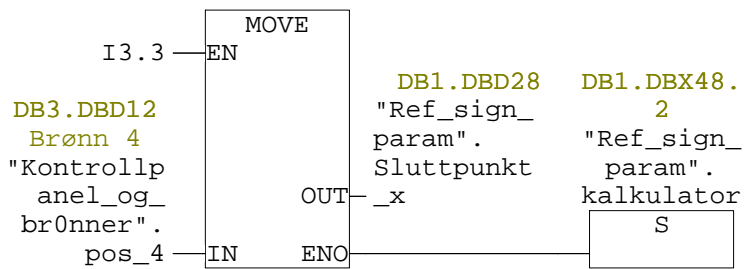 MOVE
I3.3
EN
DB3.DBD12
Brønn 4
"Kontrollp
anel_og_
br0nner".
pos_4
IN
DB1.DBD28
"Ref_sign_
param".
Sluttpunkt
_x
OUT
ENO
DB1.DBX48.
2
"Ref_sign_
param".
kalkulator
S